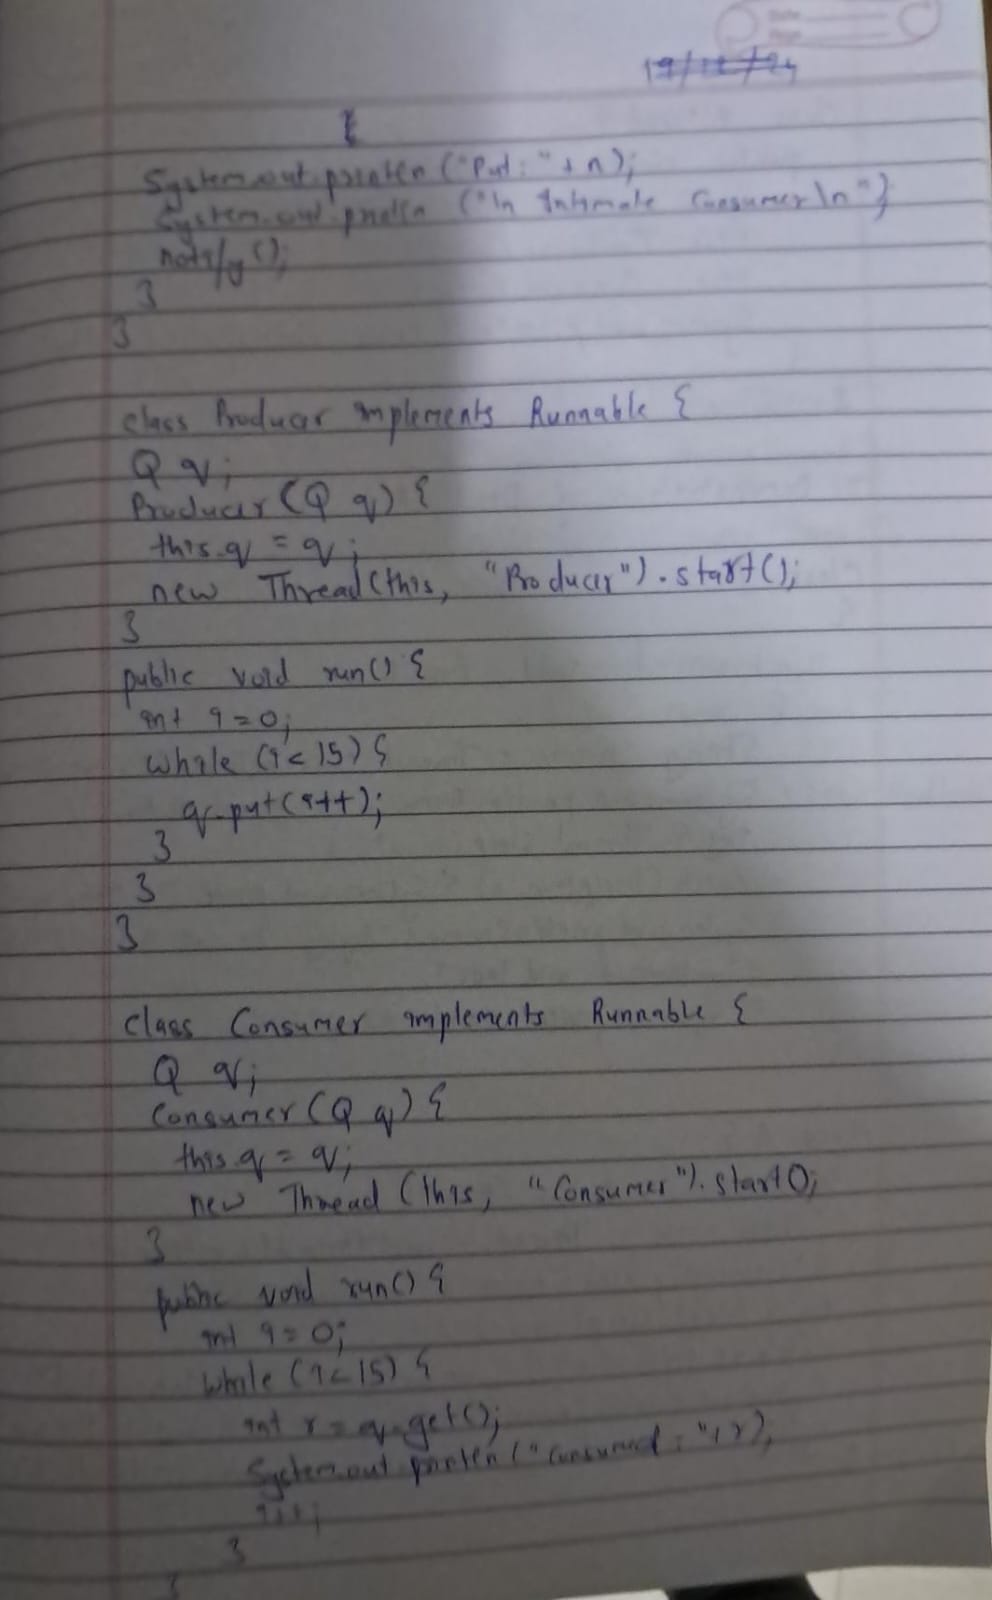 19/12/24
{
System.out.println ("Put: " + n);
System.out.println ("\n Intimate Consumer \n");
notify ();
}
}
class Producer implements Runnable {
Q q;
Producer (Q q) {
this.q = q;
new Thread (this, "Producer").start();
}
public void run() {
int i=0;
while (i<15) {
q.put(i++);
}
}
}
class Consumer implements Runnable {
Q q;
Consumer (Q q) {
this.q = q;
new Thread (this, "Consumer").start();
}
public void run() {
int i=0;
while (i<15) {
int r = q.get();
System.out.println ("Consumed : "+ r);
i++;
}
}